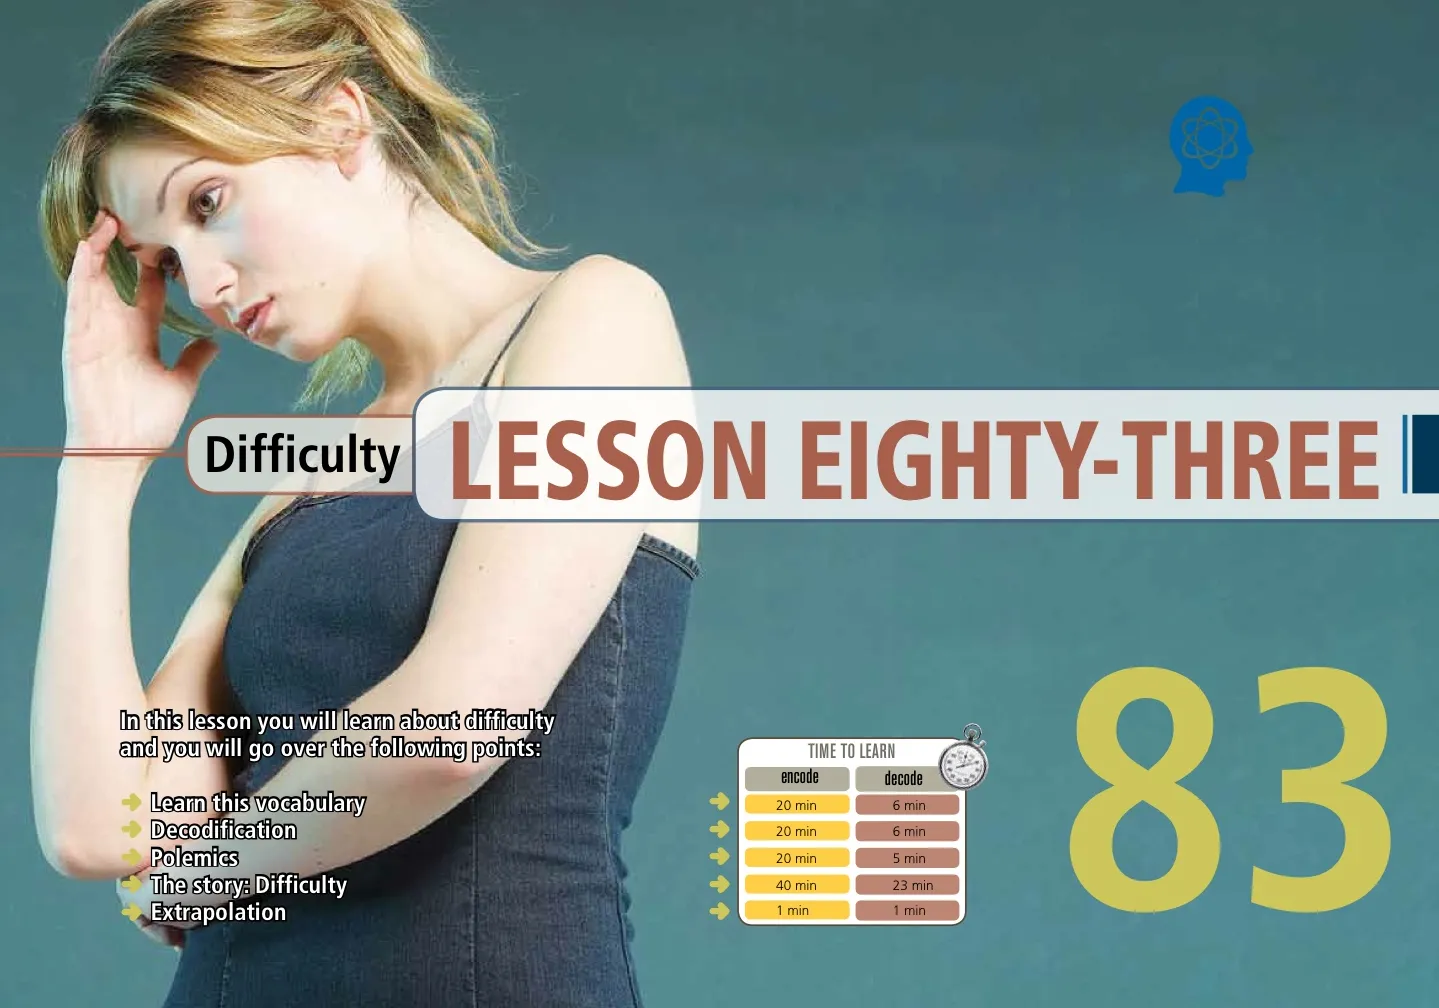 Difficulty
LESSON EIGHTY-THREE
In this lesson you will learn about difficulty
and you will go over the following points:
Learn this vocabulary
Decodification
Polemics
The story: Difficulty
Extrapolation
TIME TO LEARN
encode decode
20 min 6 min
20 min 6 min
20 min 5 min
40 min 23 min
1 min 1 min
83